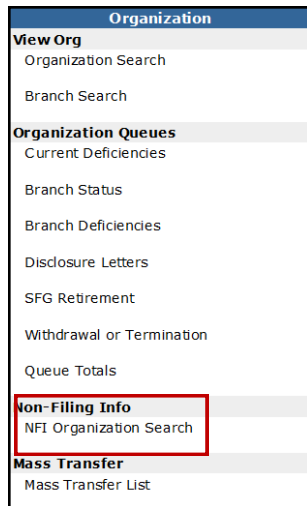 Organization
View Org
Organization Search
Branch Search
Organization Queues
Current Deficiencies
Branch Status
Branch Deficiencies
Disclosure Letters
SFG Retirement
Withdrawal or Termination
Queue Totals
Non-Filing Info
NFI Organization Search
Mass Transfer
Mass Transfer List